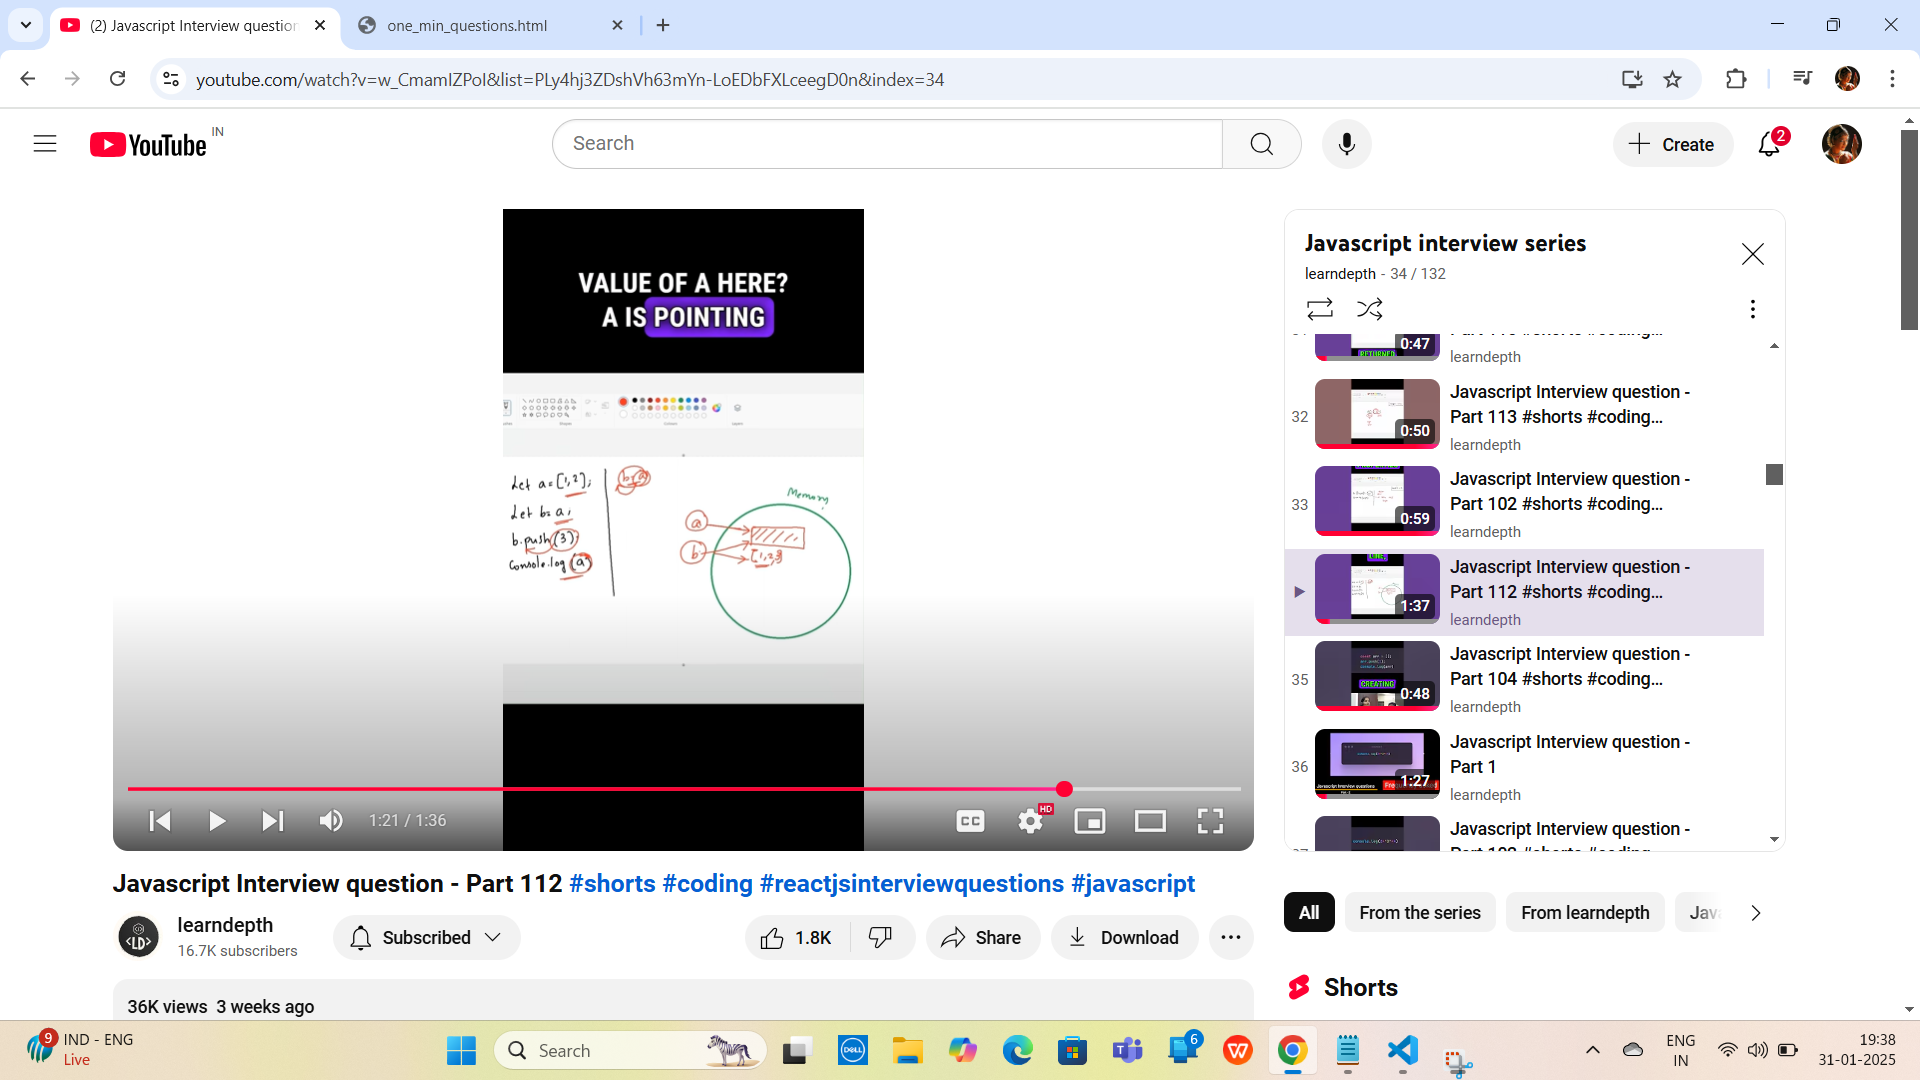 (2) Javascript Interview question
one_min_questions.html
youtube.com/watch?v=w_CmamIZPoI&list=PLy4hj3ZDshVh63mYn-LoEDbFXLceegD0n&index=34
YouTube IN
Search
Create
2
VALUE OF A HERE?
A IS POINTING
Let a=[1,2];
Let b=a;
b.push(3);
Console.log(a)
Memory
a
b
1:21 / 1:36
CC
HD
Javascript Interview question - Part 112 #shorts #coding #reactjsinterviewquestions #javascript
learndepth
16.7K subscribers
<LD>
Subscribed
1.8K
Share
Download
36K views 3 weeks ago
Javascript interview series
learndepth - 34 / 132
0:47
RETURNED
learndepth
32
0:50
Javascript Interview question -
Part 113 #shorts #coding...
learndepth
33
0:59
Javascript Interview question -
Part 102 #shorts #coding...
learndepth
1:37
Javascript Interview question -
Part 112 #shorts #coding...
learndepth
35
CREATING
0:48
Javascript Interview question -
Part 104 #shorts #coding...
learndepth
36
1:27
Javascript Interview question -
Part 1
learndepth
Javascript Interview question -
All
From the series
From learndepth
Shorts
9
IND - ENG
Live
Search
DELL
6
ENG
IN
19:38
31-01-2025